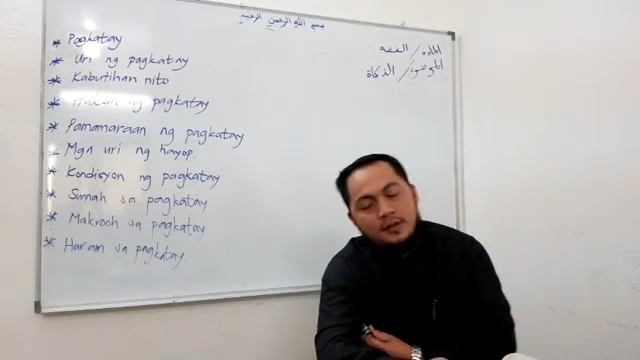 بسم الله الرحمن الرحيم
المادة / الفقه
الموضوع / الذكاة
* Pagkatay
* Uri ng pagkatay
* Kabutihan nito
* ng pagkatay
* Pamamaraan ng pagkatay
* Mga uri ng hayop.
* Kondisyon ng pagkatay
* Sunnah sa pagkatay
* Makrooh sa pagkatay
* Haram sa pagkatay.